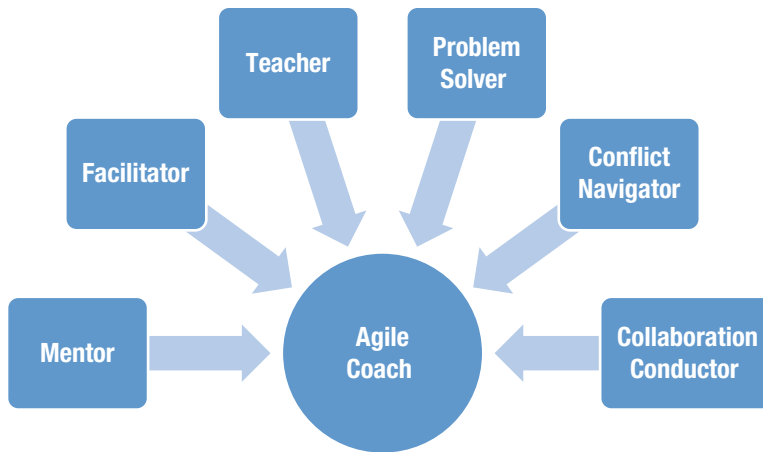 Teacher
Problem
Solver
Facilitator
Conflict
Navigator
Mentor
Agile
Coach
Collaboration
Conductor